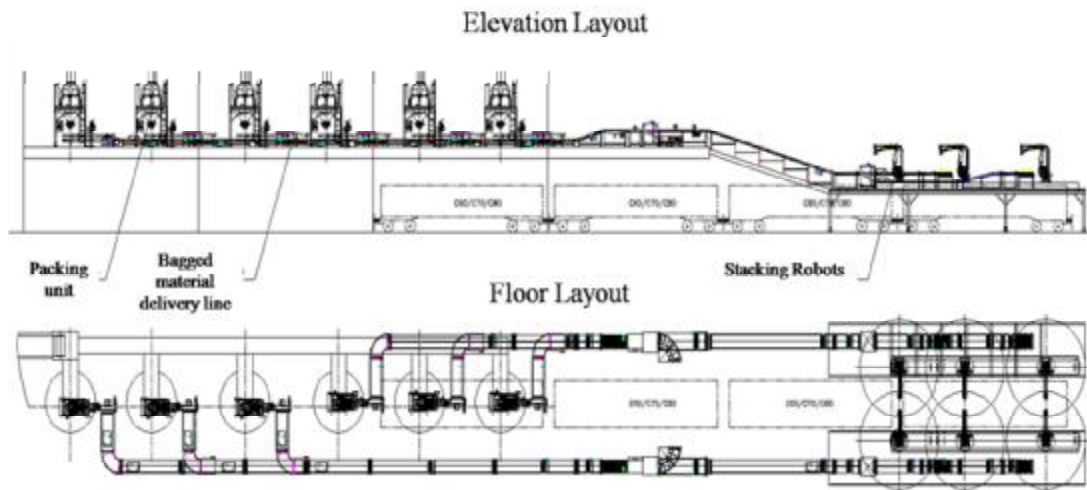 Elevation Layout
Packing
unit
Bagged
material
delivery line
Stacking Robots
Floor Layout